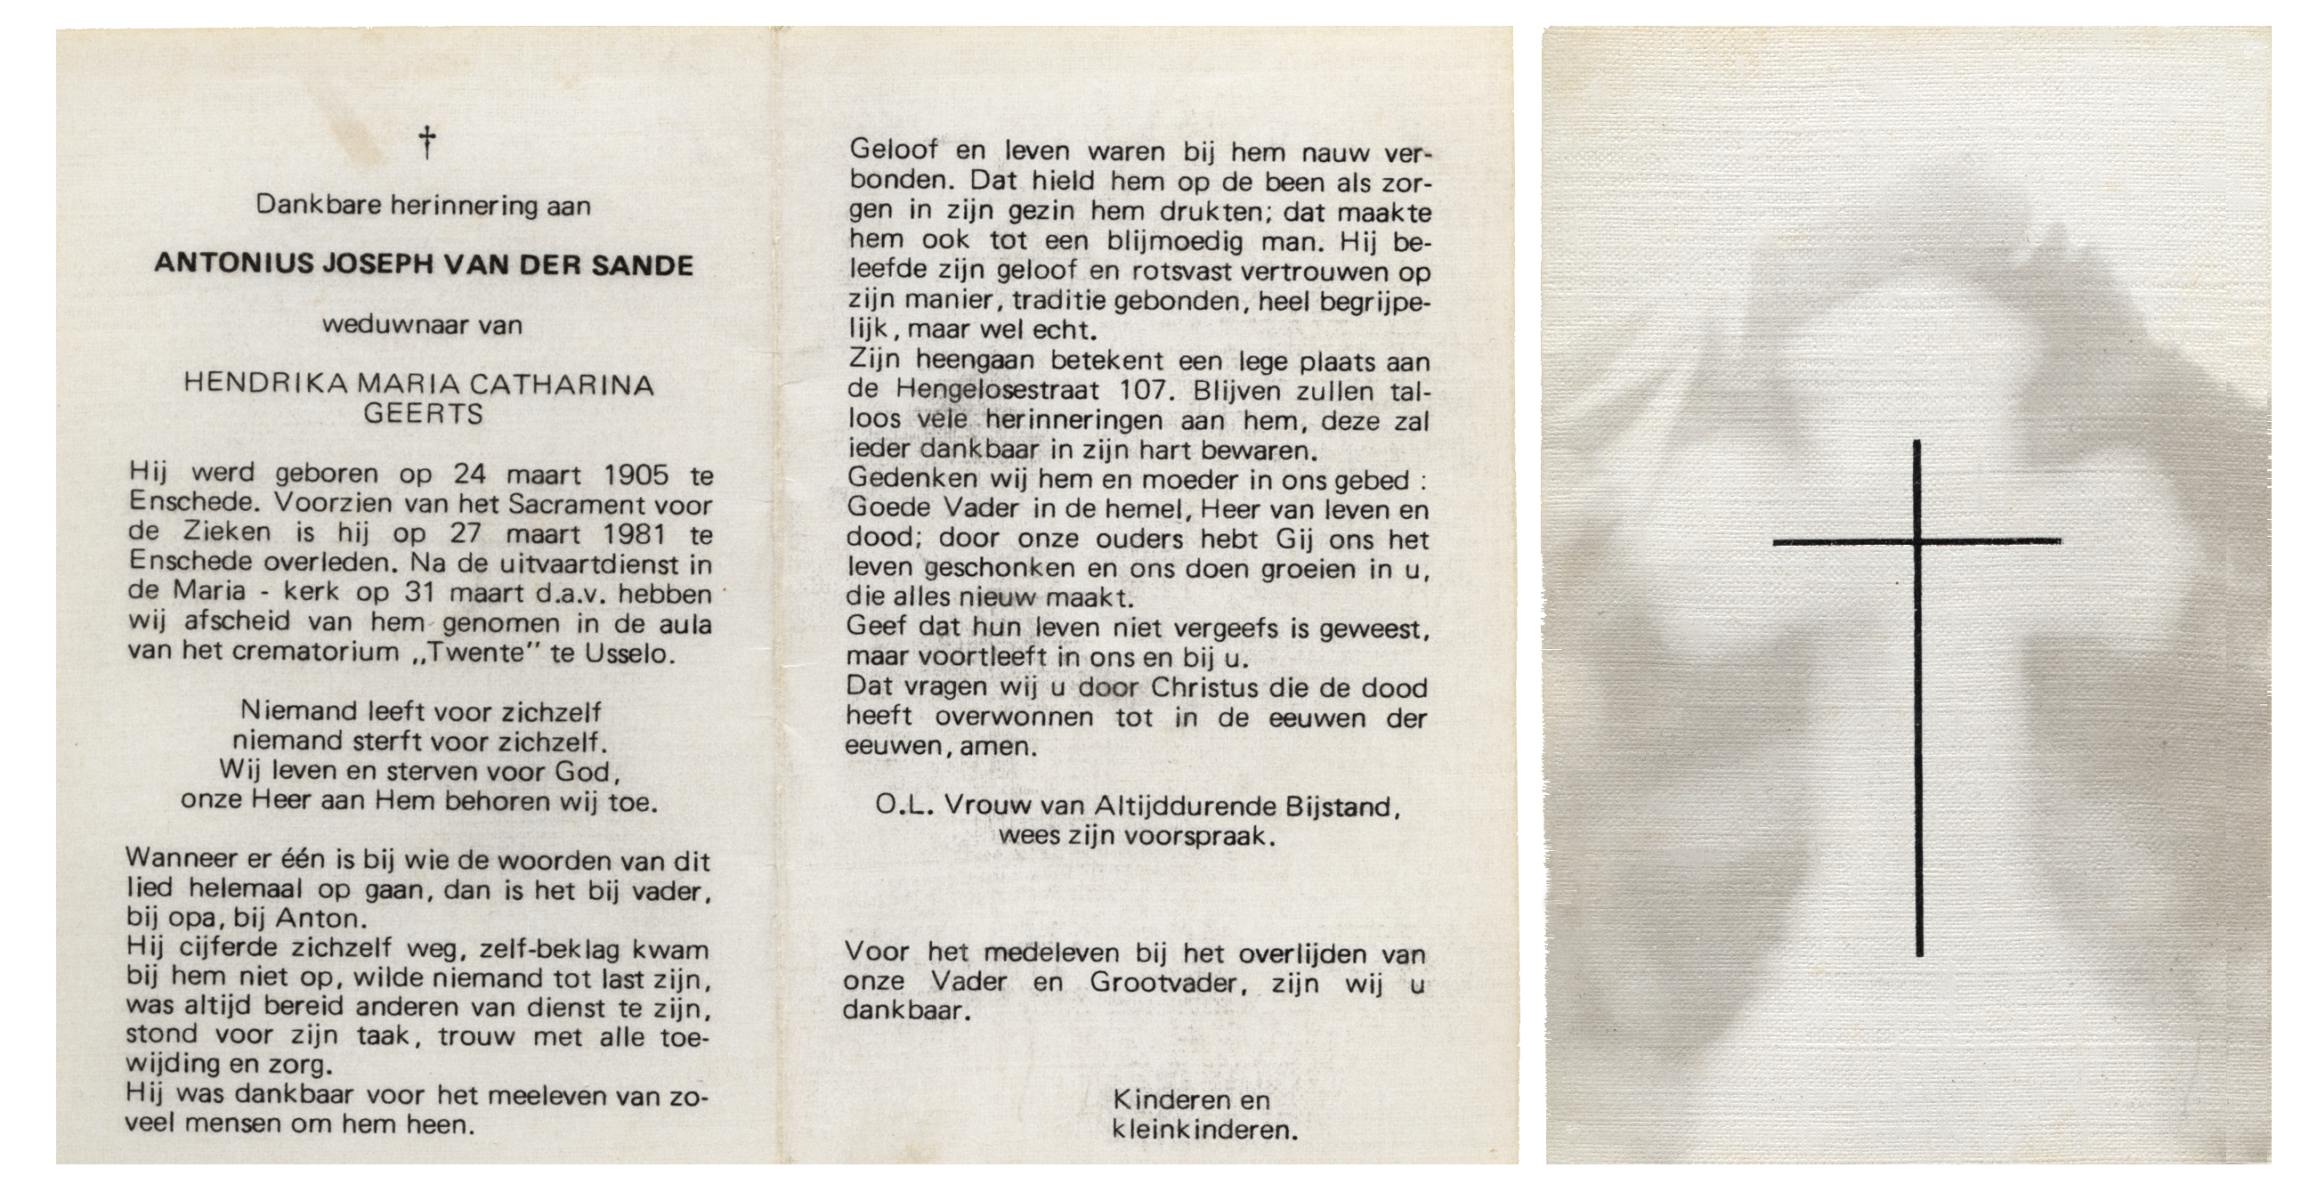 †
Dankbare herinnering aan
ANTONIUS JOSEPH VAN DER SANDE
weduwnaar van
HENDRIKA MARIA CATHARINA
GEERTS
Hij werd geboren op 24 maart 1905 te
Enschede. Voorzien van het Sacrament voor
de Zieken is hij op 27 maart 1981 te
Enschede overleden. Na de uitvaartdienst in
de Maria - kerk op 31 maart d.a.v. hebben
wij afscheid van hem genomen in de aula
van het crematorium „Twente" te Usselo.
Niemand leeft voor zichzelf
niemand sterft voor zichzelf.
Wij leven en sterven voor God,
onze Heer aan Hem behoren wij toe.
Wanneer er één is bij wie de woorden van dit
lied helemaal op gaan, dan is het bij vader,
bij opa, bij Anton.
Hij cijferde zichzelf weg, zelf-beklag kwam
bij hem niet op, wilde niemand tot last zijn,
was altijd bereid anderen van dienst te zijn,
stond voor zijn taak, trouw met alle toe-
wijding en zorg.
Hij was dankbaar voor het meeleven van zo-
veel mensen om hem heen.
Geloof en leven waren bij hem nauw ver-
bonden. Dat hield hem op de been als zor-
gen in zijn gezin hem drukten; dat maakte
hem ook tot een blijmoedig man. Hij be-
leefde zijn geloof en rotsvast vertrouwen op
zijn manier, traditie gebonden, heel begrijpe-
lijk, maar wel echt.
Zijn heengaan betekent een lege plaats aan
de Hengelosestraat 107. Blijven zullen tal-
loos vele herinneringen aan hem, deze zal
ieder dankbaar in zijn hart bewaren.
Gedenken wij hem en moeder in ons gebed :
Goede Vader in de hemel, Heer van leven en
dood; door onze ouders hebt Gij ons het
leven geschonken en ons doen groeien in u,
die alles nieuw maakt.
Geef dat hun leven niet vergeefs is geweest,
maar voortleeft in ons en bij u.
Dat vragen wij u door Christus die de dood
heeft overwonnen tot in de eeuwen der
eeuwen, amen.
O.L. Vrouw van Altijddurende Bijstand,
wees zijn voorspraak.
Voor het medeleven bij het overlijden van
onze Vader en Grootvader, zijn wij u
dankbaar.
Kinderen en
kleinkinderen.